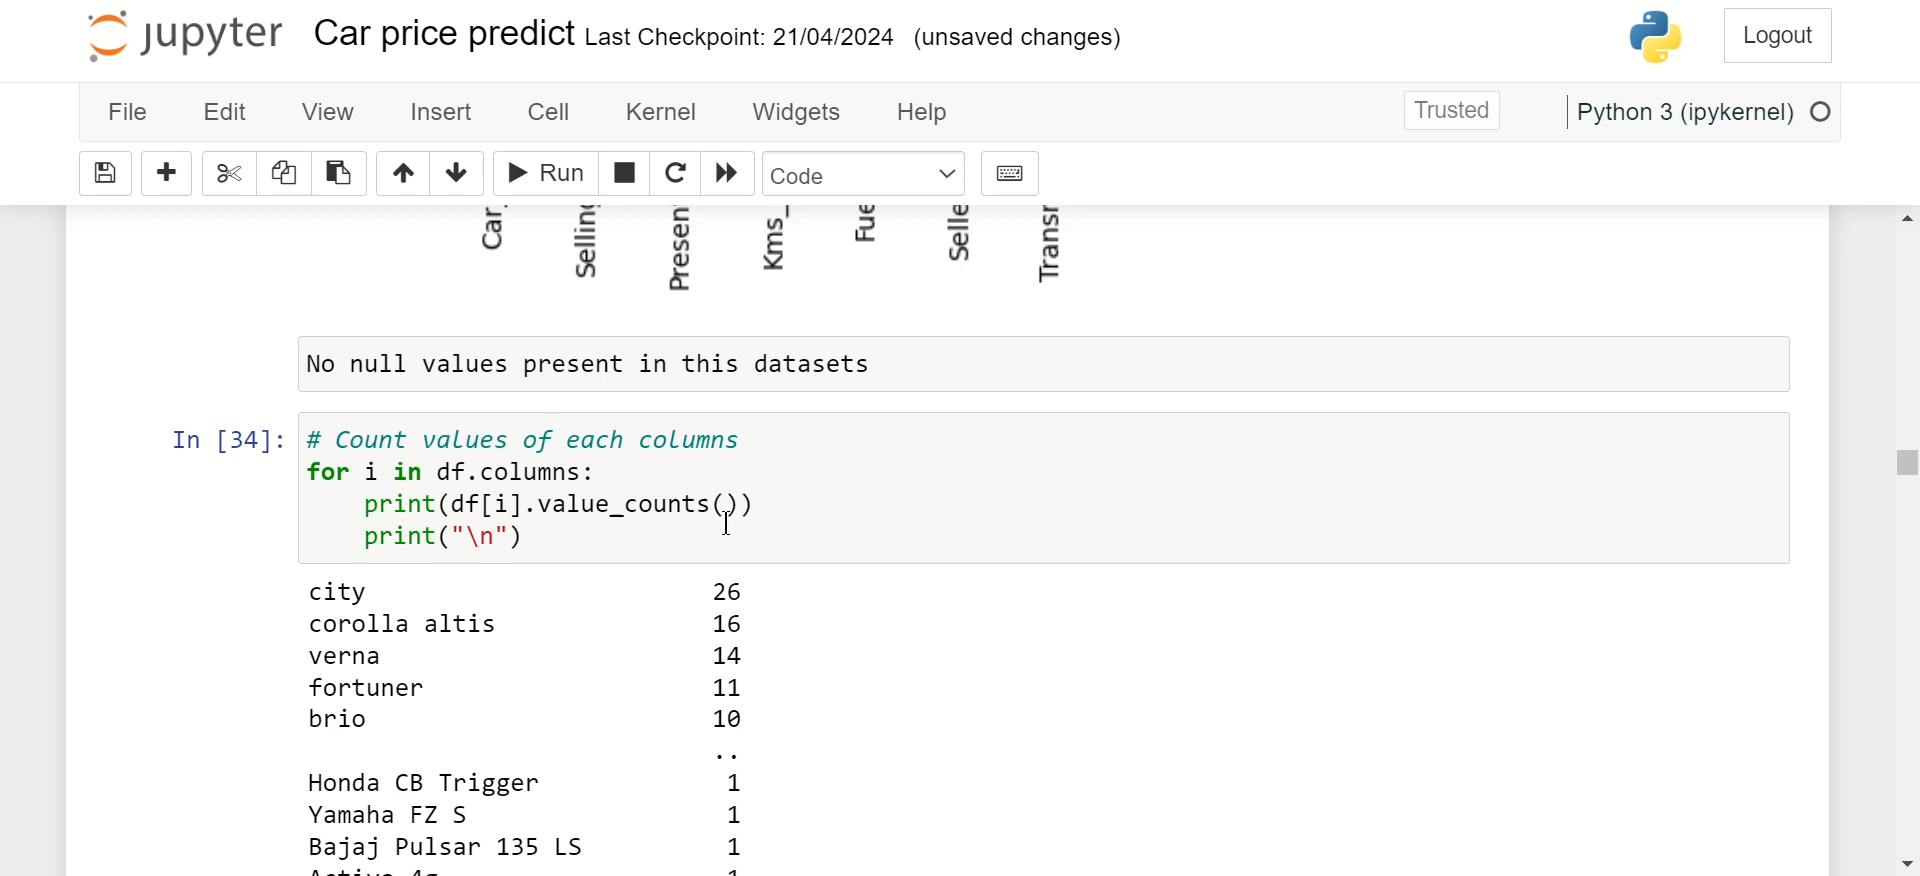 jupyter Car price predict Last Checkpoint: 21/04/2024 (unsaved changes) Logout
File Edit View Insert Cell Kernel Widgets Help Trusted Python 3 (ipykernel)
Run Code
Car_ Selling Presen Kms_ Fue Selle Transr
No null values present in this datasets
In [34]: # Count values of each columns
for i in df.columns:
    print(df[i].value_counts())
    print("\n")
city 26
corolla altis 16
verna 14
fortuner 11
brio 10
..
Honda CB Trigger 1
Yamaha FZ S 1
Bajaj Pulsar 135 LS 1
1